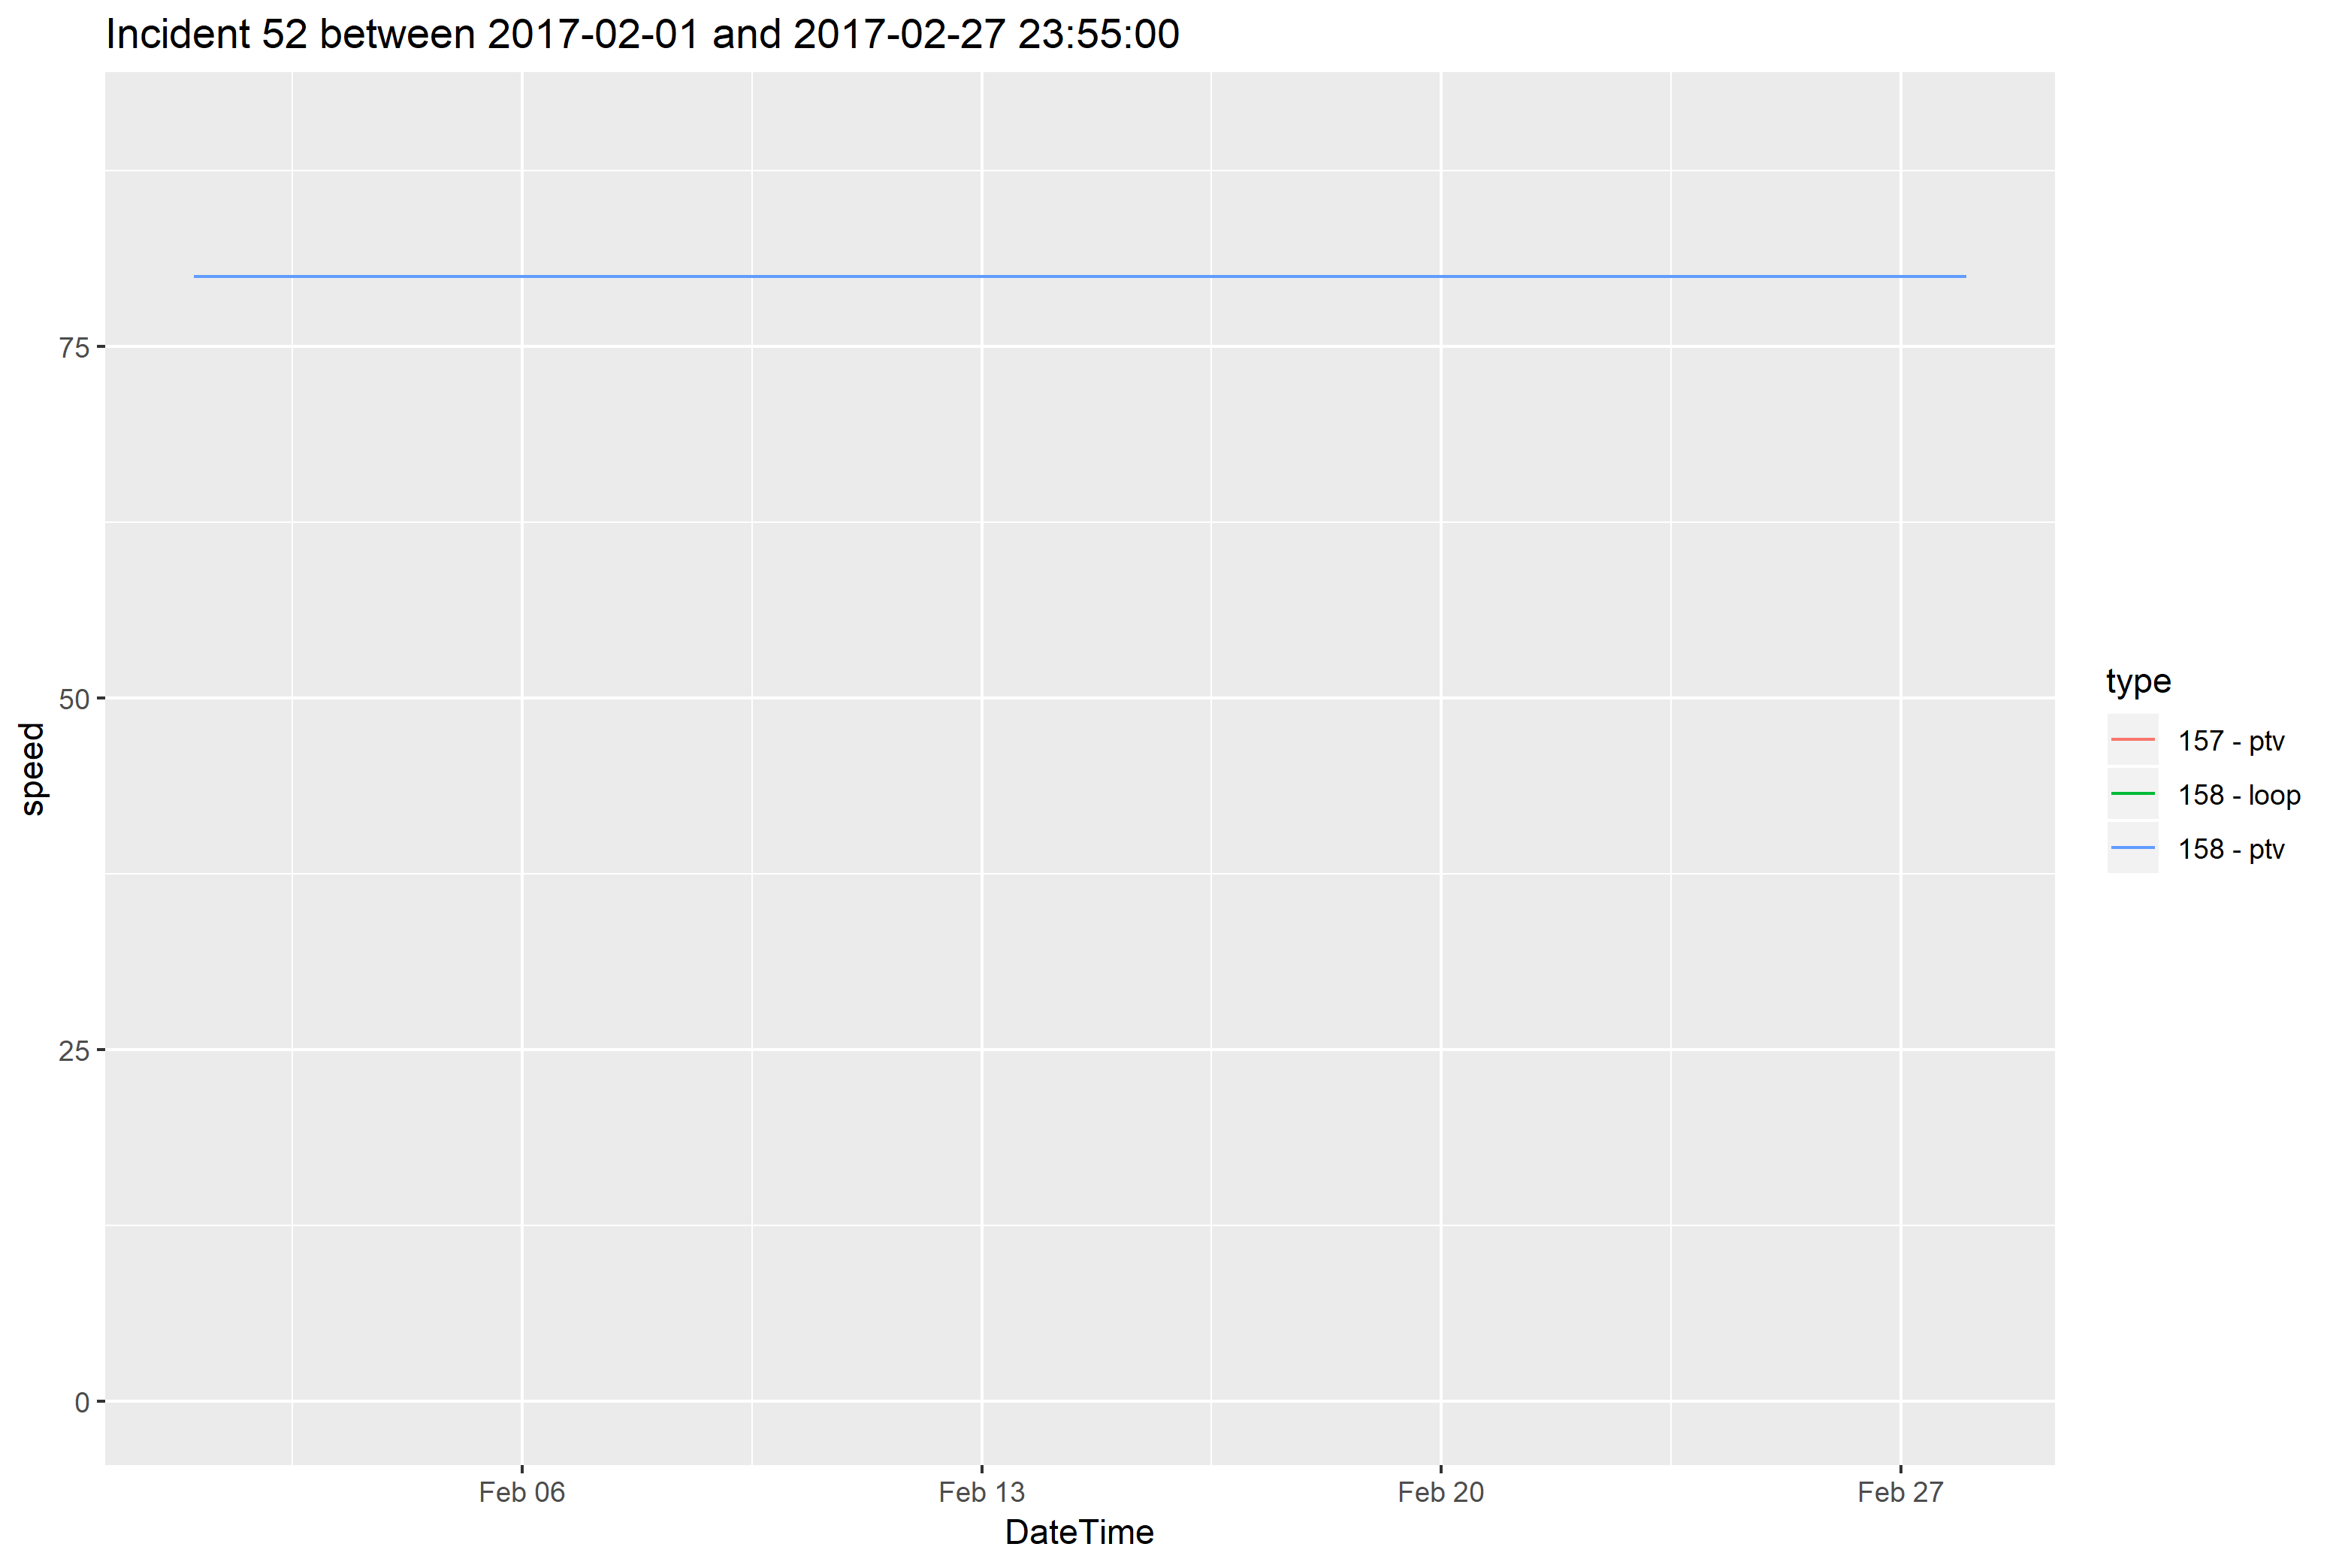 Incident 52 between 2017-02-01 and 2017-02-27 23:55:00
75
50
25
0
speed
Feb 06
Feb 13
Feb 20
Feb 27
DateTime
type
157 - ptv
158 - loop
158 - ptv